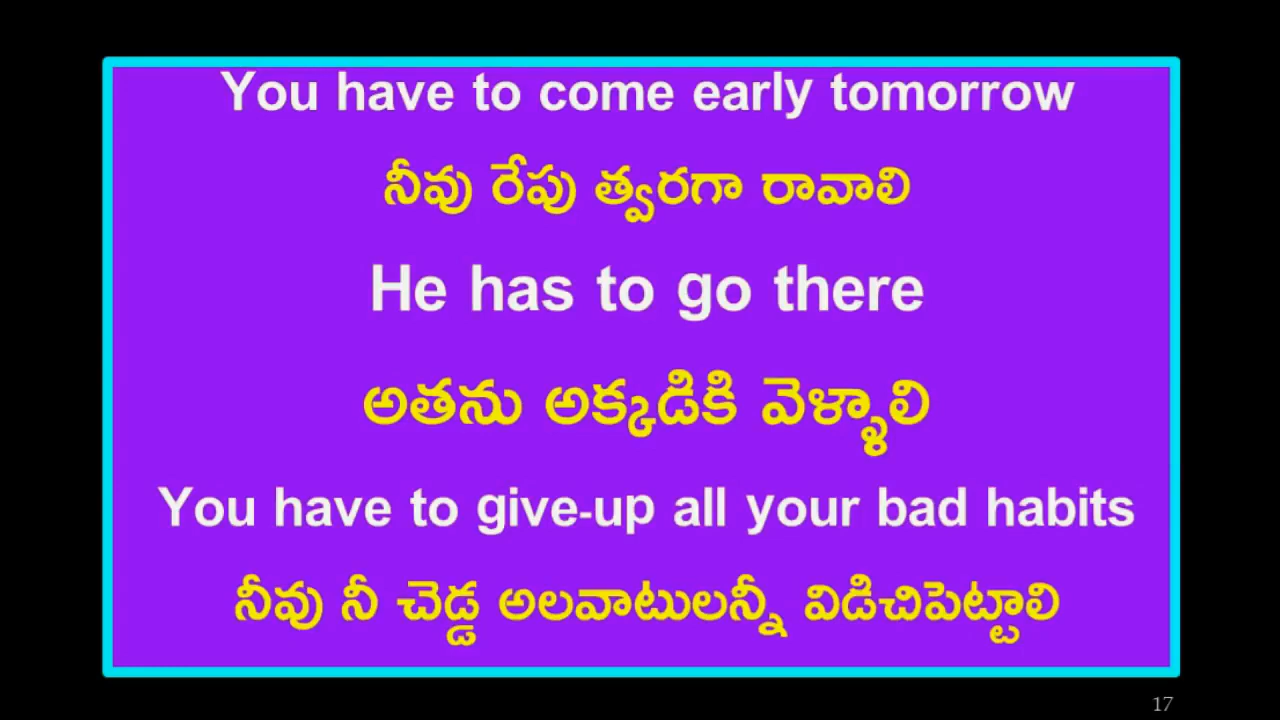 You have to come early tomorrow
నీవు రేపు త్వరగా రావాలి
He has to go there
అతను అక్కడికి వెళ్ళాలి
You have to give-up all your bad habits
నీవు నీ చెడ్డ అలవాటులన్నీ విడిచిపెట్టాలి
17